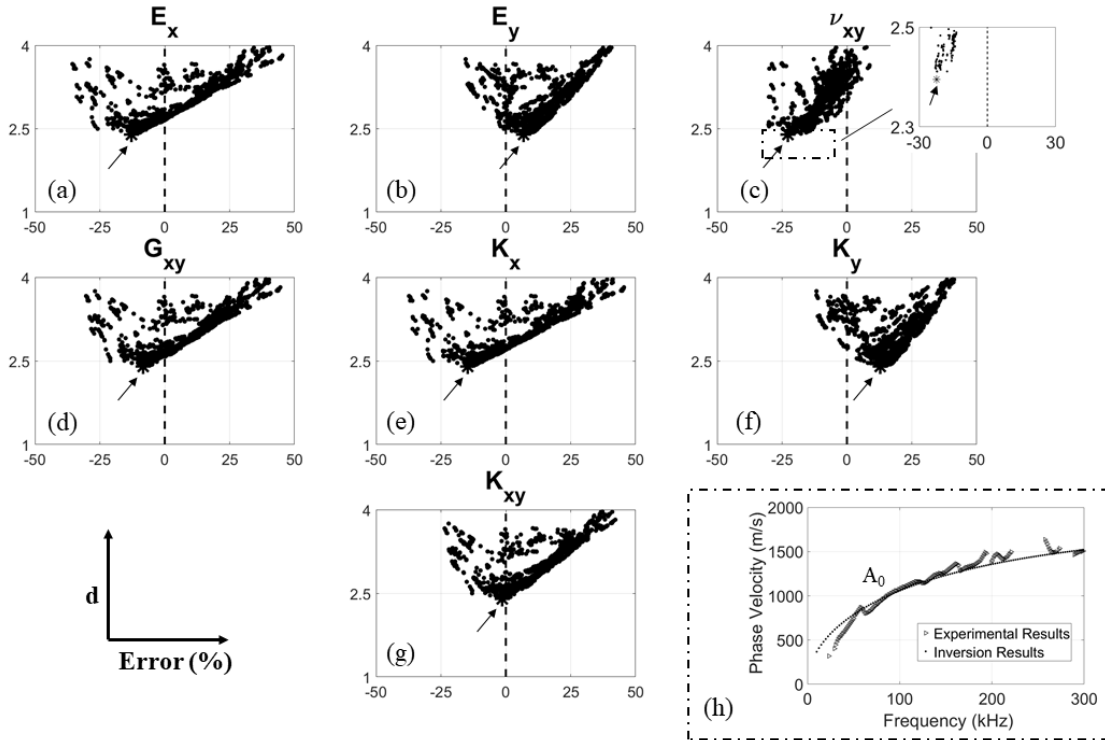 E_x
4
2.5
1
-50 -25 0 25 50
(a)
E_y
4
2.5
1
-50 -25 0 25 50
(b)
ν_xy
4
2.5
1
-50 -25 0 25 50
(c)
2.5
2.3
-30 0 30
G_xy
4
2.5
1
-50 -25 0 25 50
(d)
K_x
4
2.5
1
-50 -25 0 25 50
(e)
K_y
4
2.5
1
-50 -25 0 25 50
(f)
d
Error (%)
K_xy
4
2.5
1
-50 -25 0 25 50
(g)
Phase Velocity (m/s)
2000
1500
1000
500
0
A_0
Experimental Results
Inversion Results
0 100 200 300
Frequency (kHz)
(h)